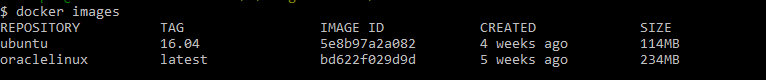 $ docker images
REPOSITORY TAG IMAGE ID CREATED SIZE
ubuntu 16.04 5e8b97a2a082 4 weeks ago 114MB
oraclelinux latest bd622f029d9d 5 weeks ago 234MB